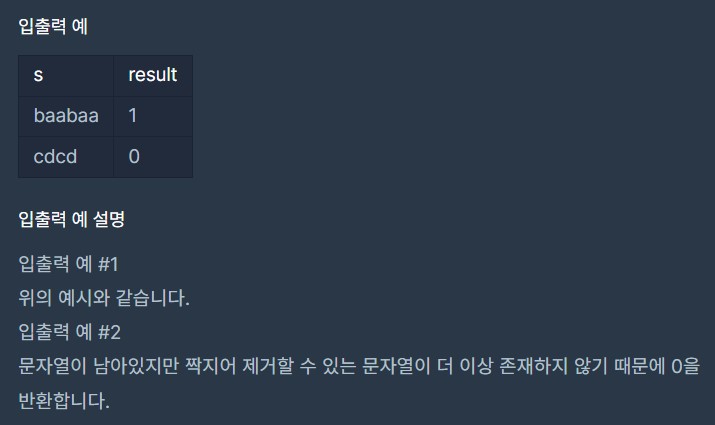 입출력 예
s result
baabaa 1
cdcd 0
입출력 예 설명
입출력 예 #1
위의 예시와 같습니다.
입출력 예 #2
문자열이 남아있지만 짝지어 제거할 수 있는 문자열이 더 이상 존재하지 않기 때문에 0을
반환합니다.